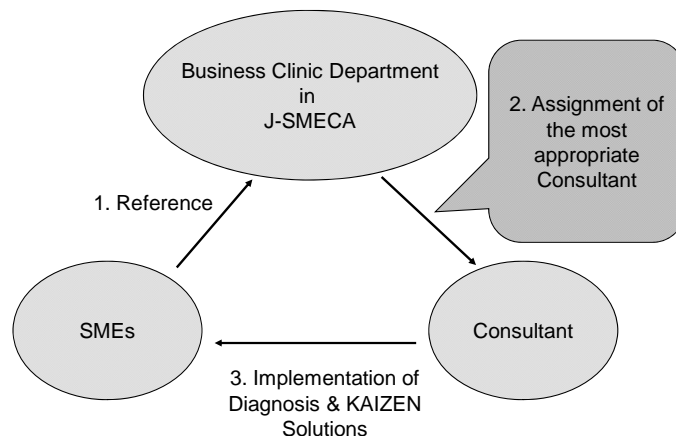 Business Clinic Department
in
J-SMECA
2. Assignment of
the most
appropriate
Consultant
1. Reference
SMEs
Consultant
3. Implementation of
Diagnosis & KAIZEN
Solutions